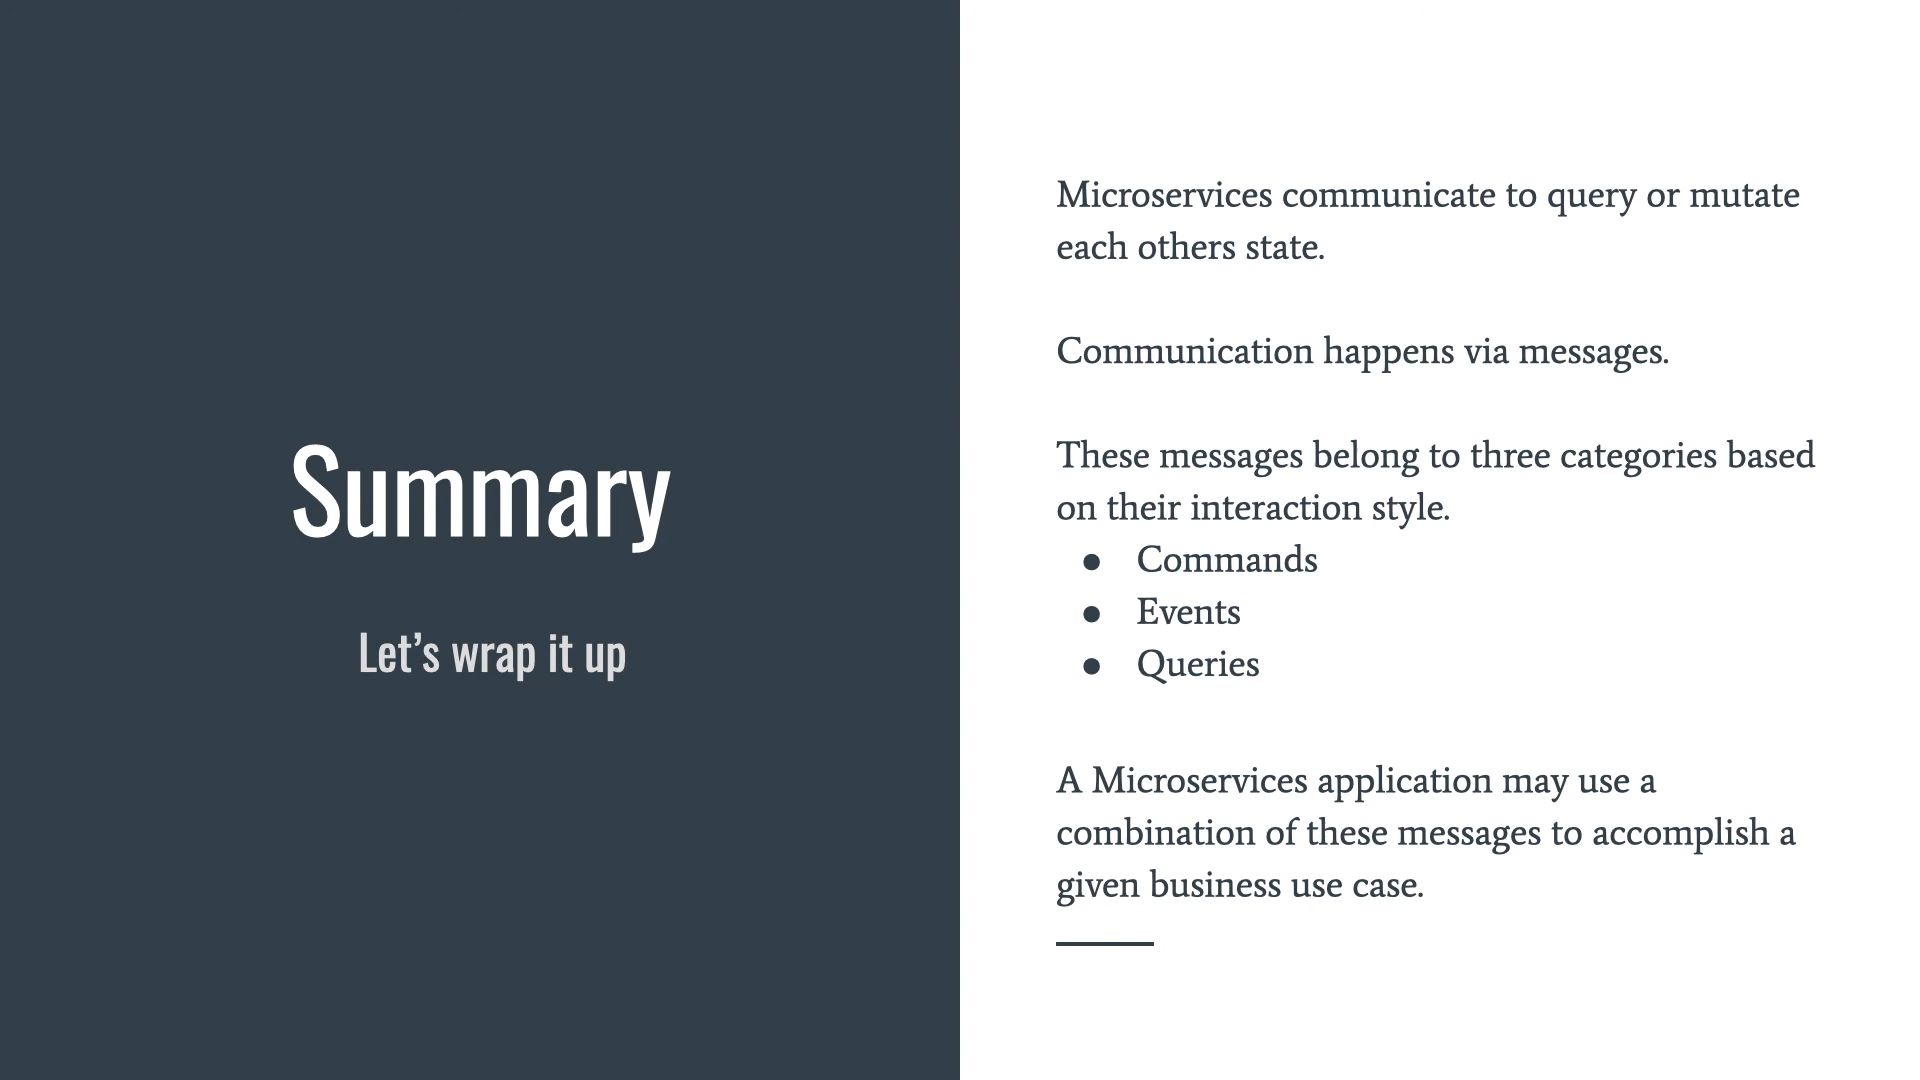 Summary
Let’s wrap it up
Microservices communicate to query or mutate
each others state.
Communication happens via messages.
These messages belong to three categories based
on their interaction style.
● Commands
● Events
● Queries
A Microservices application may use a
combination of these messages to accomplish a
given business use case.